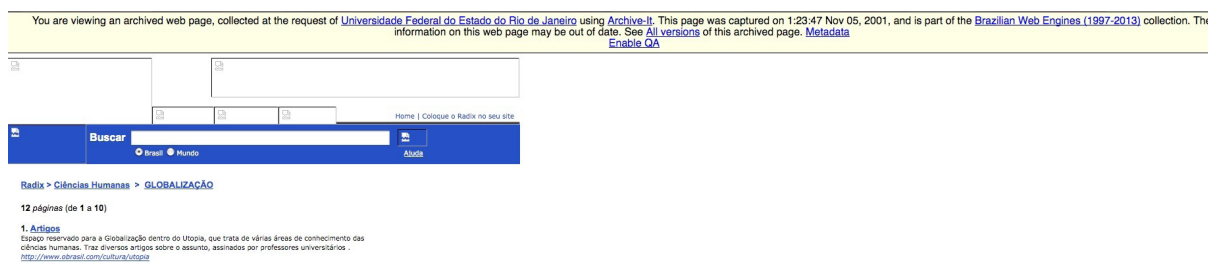 You are viewing an archived web page, collected at the request of Universidade Federal do Estado do Rio de Janeiro using Archive-It. This page was captured on 1:23:47 Nov 05, 2001, and is part of the Brazilian Web Engines (1997-2013) collection. The
information on this web page may be out of date. See All versions of this archived page. Metadata
Enable QA
Home | Coloque o Radix no seu site
Buscar
Brasil Mundo
Ajuda
Radix > Ciências Humanas > GLOBALIZAÇÃO
12 páginas (de 1 a 10)
1. Artigos
Espaço reservado para a Globalização dentro do Utopia, que trata de várias áreas de conhecimento das
ciências humanas. Traz diversos artigos sobre o assunto, assinados por professores universitários .
http://www.obrasil.com/cultura/utopia